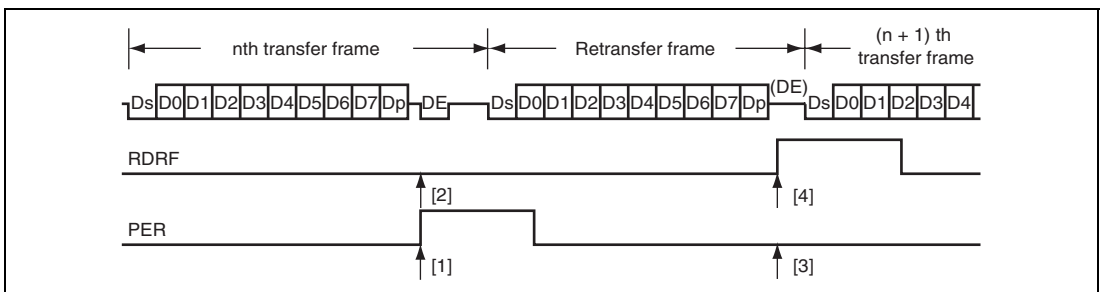 nth transfer frame
Retransfer frame
(n + 1) th
transfer frame
Ds D0 D1 D2 D3 D4 D5 D6 D7 Dp DE Ds D0 D1 D2 D3 D4 D5 D6 D7 Dp (DE) Ds D0 D1 D2 D3 D4
RDRF
[2] [4]
PER
[1] [3]